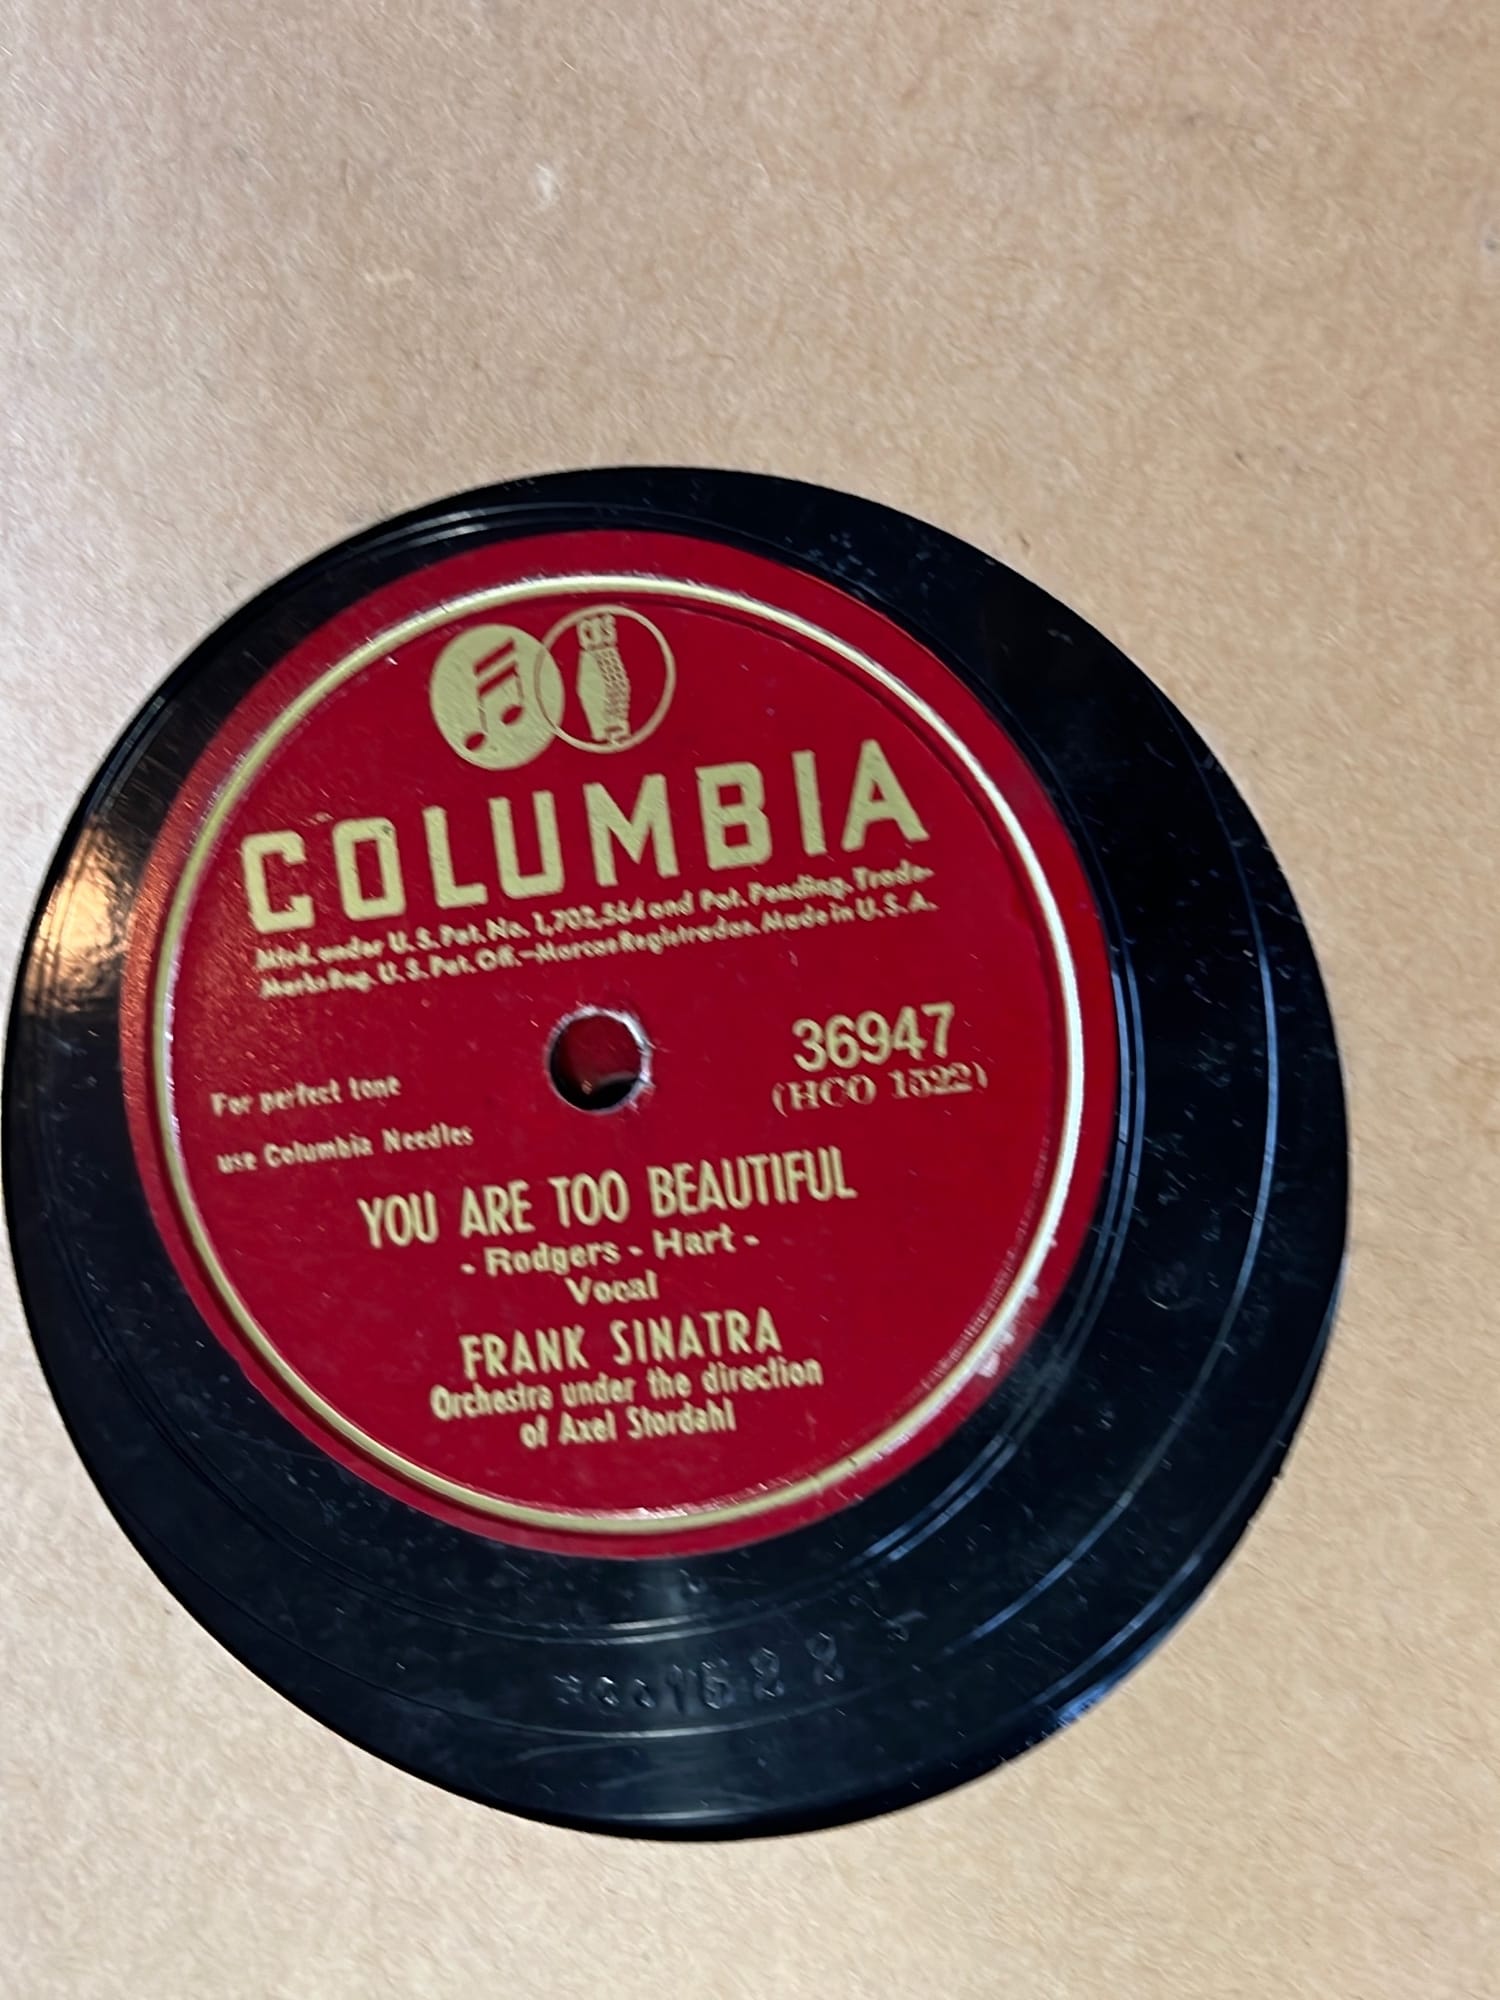 CBS
COLUMBIA
Mfrd. under U. S. Pat. No. 1,702,564 and Pat. Pending. Trade-
Marks Reg. U. S. Pat. Off.—Marcas Registradas. Made in U. S. A.
36947
(HCO 1522)
For perfect tone
use Columbia Needles
YOU ARE TOO BEAUTIFUL
- Rodgers - Hart -
Vocal
FRANK SINATRA
Orchestra under the direction
of Axel Stordahl